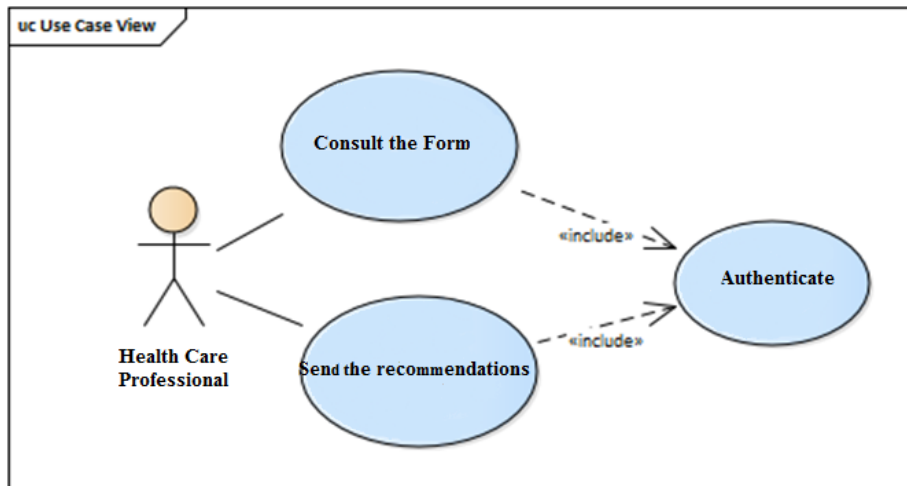 uc Use Case View
Consult the Form
«include»
Authenticate
«include»
Send the recommendations
Health Care
Professional